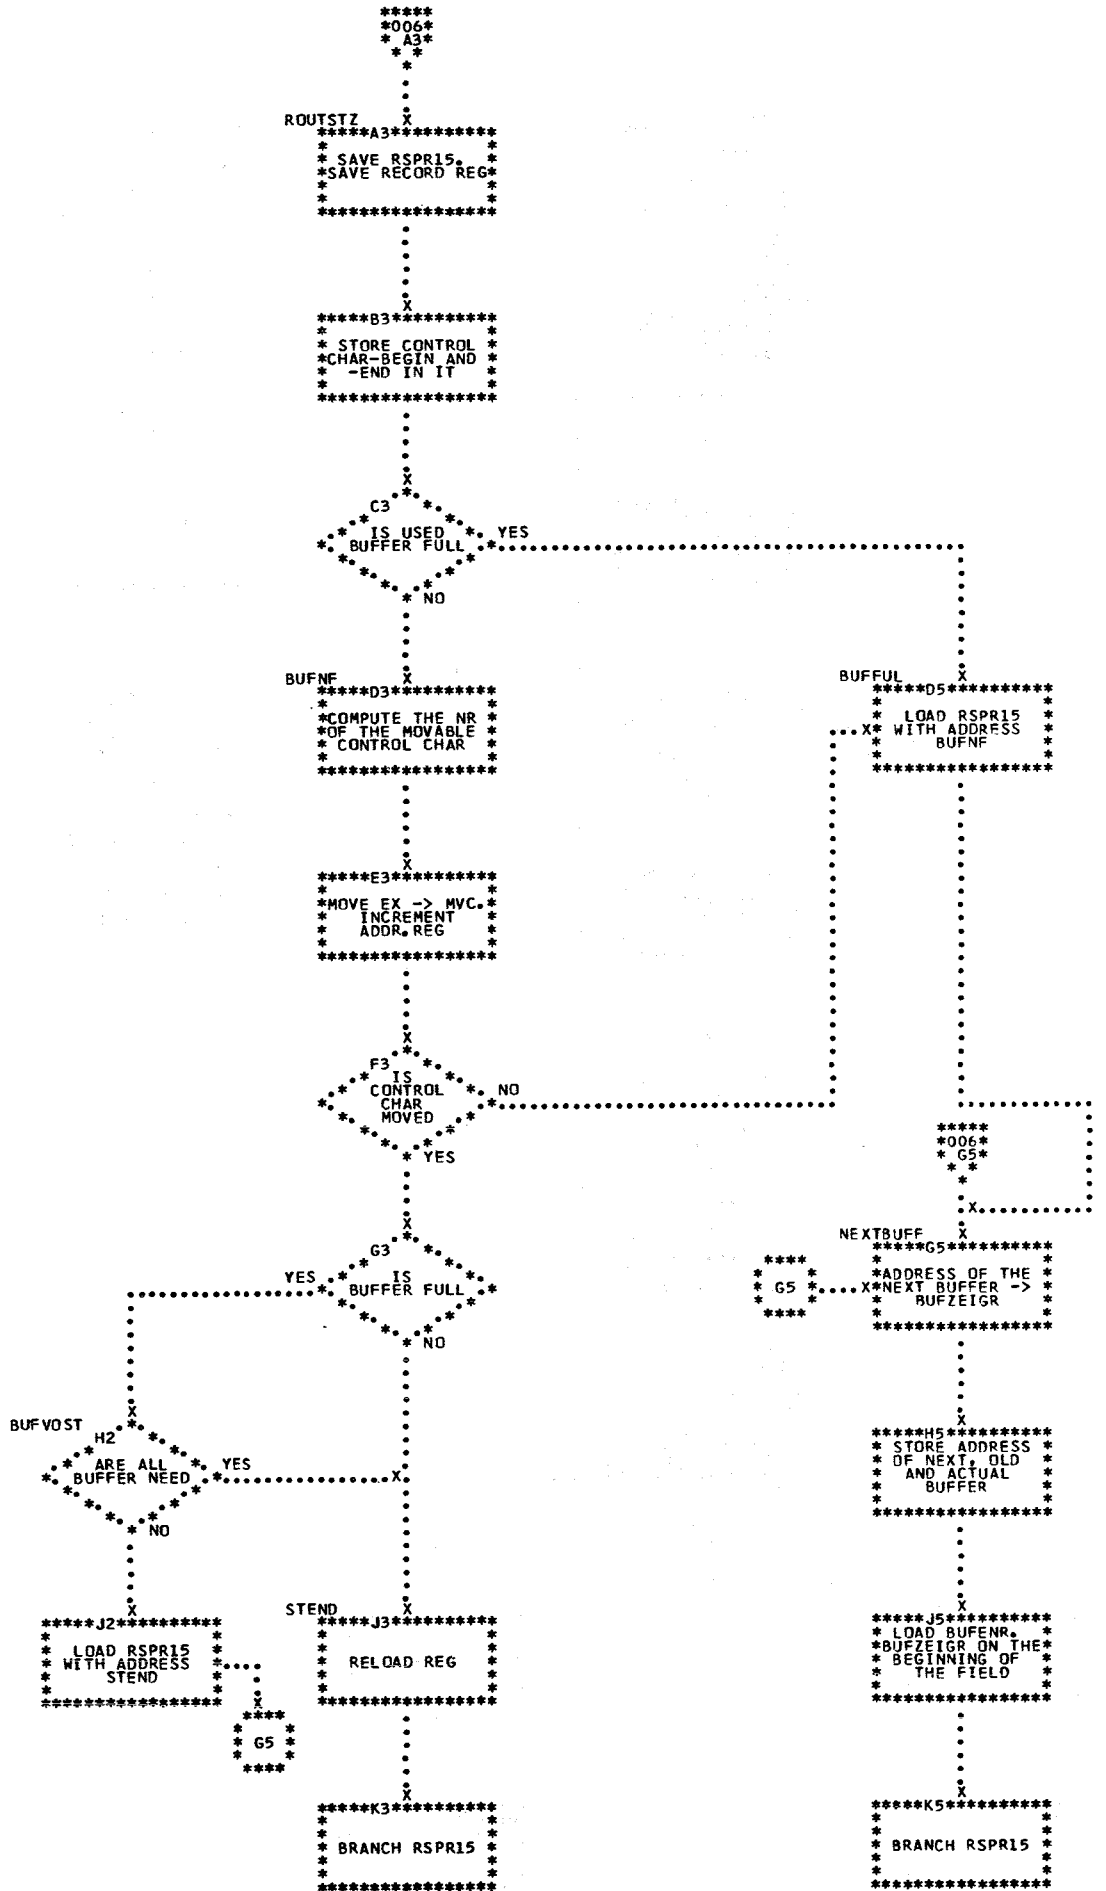 006
A3
ROUTSTZ
A3
SAVE RSPR15.
SAVE RECORD REG
B3
STORE CONTROL
CHAR-BEGIN AND
-END IN IT
C3
IS USED
BUFFER FULL
YES
NO
BUFNF
D3
COMPUTE THE NR
OF THE MOVABLE
CONTROL CHAR
BUFFUL
D5
LOAD RSPR15
WITH ADDRESS
BUFNF
E3
MOVE EX -> MVC.
INCREMENT
ADDR.REG
F3
IS
CONTROL
CHAR
MOVED
NO
YES
006
G5
G3
IS
BUFFER FULL
YES
NO
NEXTBUFF
G5
ADDRESS OF THE
NEXT BUFFER ->
BUFZEIGR
G5
BUFVOST
H2
ARE ALL
BUFFER NEED
YES
NO
H5
STORE ADDRESS
OF NEXT, OLD
AND ACTUAL
BUFFER
J2
LOAD RSPR15
WITH ADDRESS
STEND
G5
STEND
J3
RELOAD REG
J5
LOAD BUFENR.
BUFZEIGR ON THE
BEGINNING OF
THE FIELD
K3
BRANCH RSPR15
K5
BRANCH RSPR15